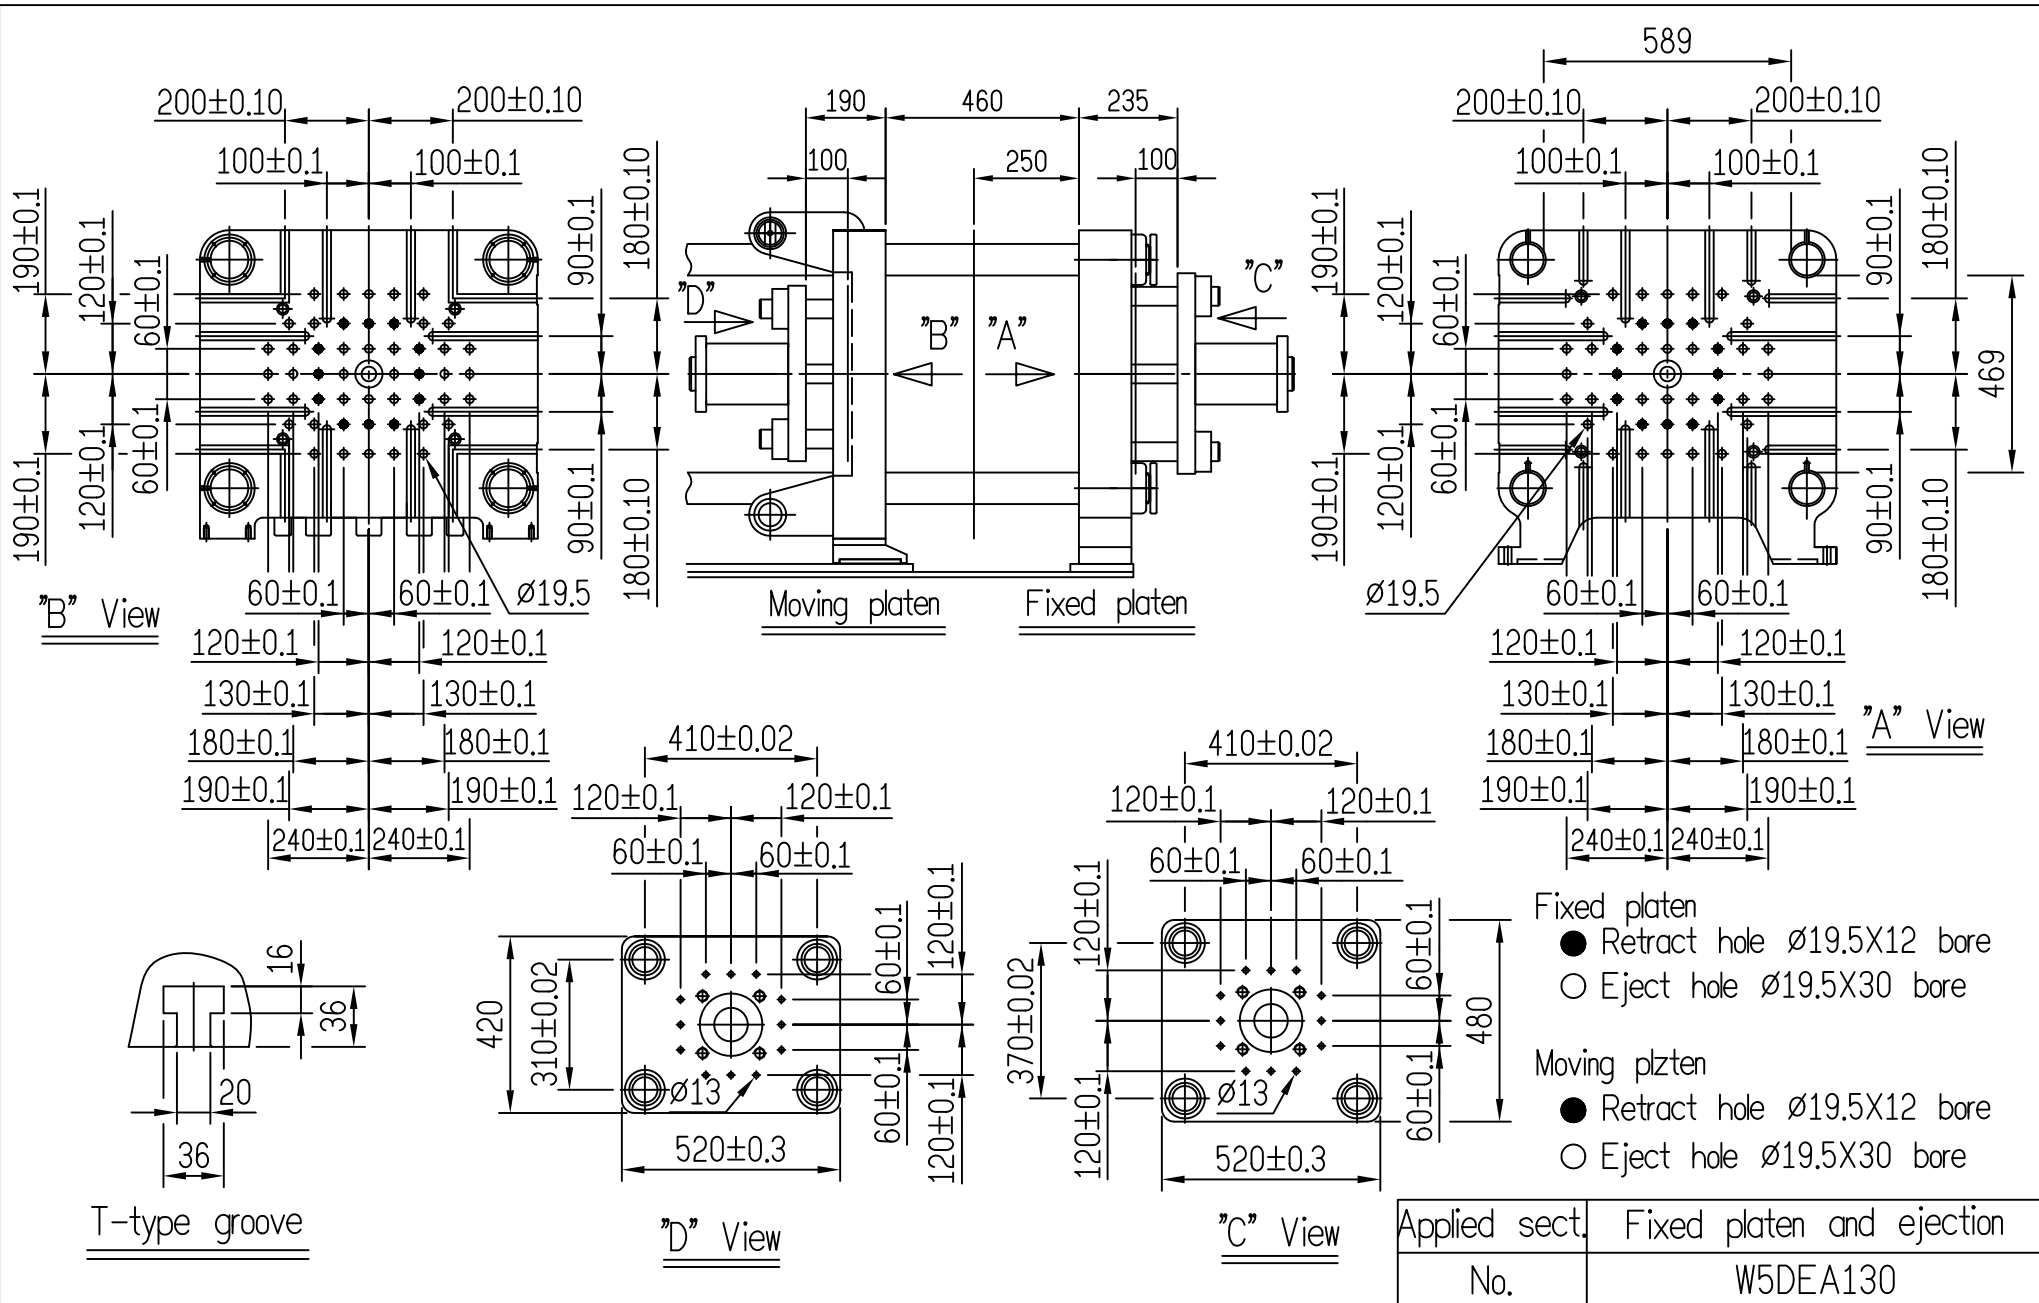 589
200±0.10 200±0.10 190 460 235 200±0.10 200±0.10
100±0.1 100±0.1 100 250 100 100±0.1 100±0.1
190±0.1 120±0.1 60±0.1 90±0.1 180±0.10
190±0.1 120±0.1 60±0.1 90±0.1 180±0.10
"D" "B" "A" "C"
190±0.1 120±0.1 60±0.1 90±0.1 180±0.10
469
190±0.1 120±0.1 60±0.1 90±0.1 180±0.10
60±0.1 60±0.1 Ø19.5
"B" View
Moving platen Fixed platen
Ø19.5 60±0.1 60±0.1
120±0.1 120±0.1 120±0.1 120±0.1
130±0.1 130±0.1 130±0.1 130±0.1
"A" View
180±0.1 180±0.1 180±0.1 180±0.1
190±0.1 190±0.1 190±0.1 190±0.1
240±0.1 240±0.1 240±0.1 240±0.1
16
36
20
36
T-type groove
410±0.02
120±0.1 120±0.1
60±0.1 60±0.1
60±0.1 120±0.1
420 310±0.02
Ø13
60±0.1 120±0.1
520±0.3
"D" View
410±0.02
120±0.1 120±0.1
60±0.1 60±0.1
120±0.1 60±0.1
370±0.02 480
Ø13
120±0.1 60±0.1
520±0.3
"C" View
Fixed platen
Retract hole Ø19.5X12 bore
Eject hole Ø19.5X30 bore
Moving plzten
Retract hole Ø19.5X12 bore
Eject hole Ø19.5X30 bore
Applied sect. Fixed platen and ejection
No. W5DEA130